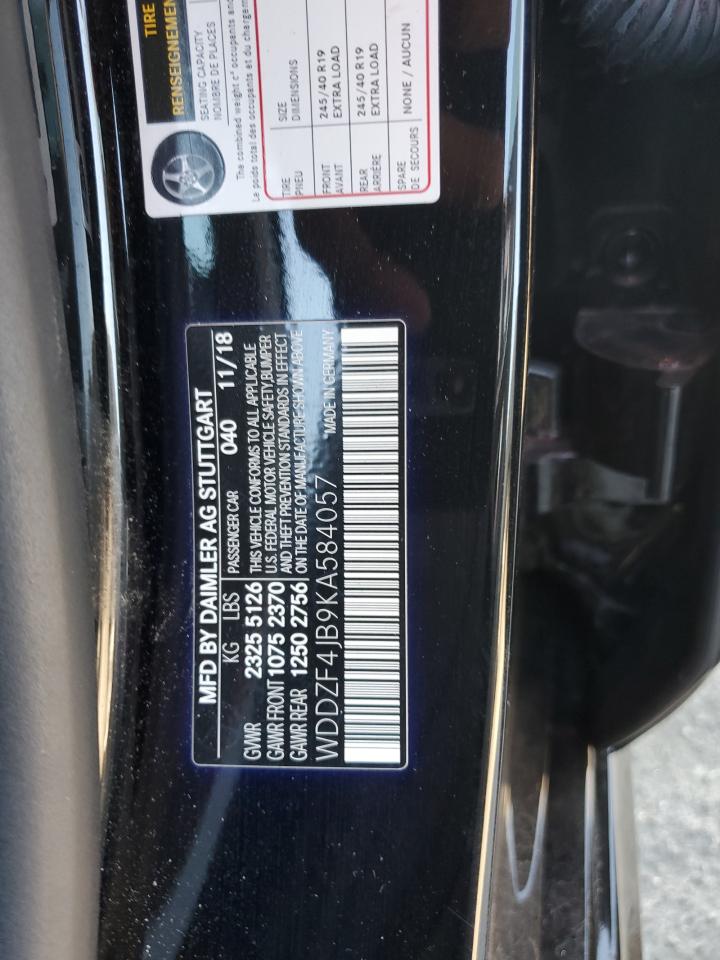 TIRE
RENSEIGNEMEN
SEATING CAPACITY
NOMBRE DE PLACES
The combined weight of occupants and
Le poids total des occupants et du chargem
TIRE SIZE
PNEU DIMENSIONS
FRONT 245/40 R19
AVANT EXTRA LOAD
REAR 245/40 R19
ARRIÈRE EXTRA LOAD
SPARE NONE / AUCUN
DE SECOURS
MFD BY DAIMLER AG STUTTGART
KG LBS PASSENGER CAR 040 11/18
GVWR 2325 5126 THIS VEHICLE CONFORMS TO ALL APPLICABLE
GAWR FRONT 1075 2370 U.S. FEDERAL MOTOR VEHICLE SAFETY,BUMPER
GAWR REAR 1250 2756 AND THEFT PREVENTION STANDARDS IN EFFECT
ON THE DATE OF MANUFACTURE SHOWN ABOVE
WDDZF4JB9KA584057 *MADE IN GERMANY